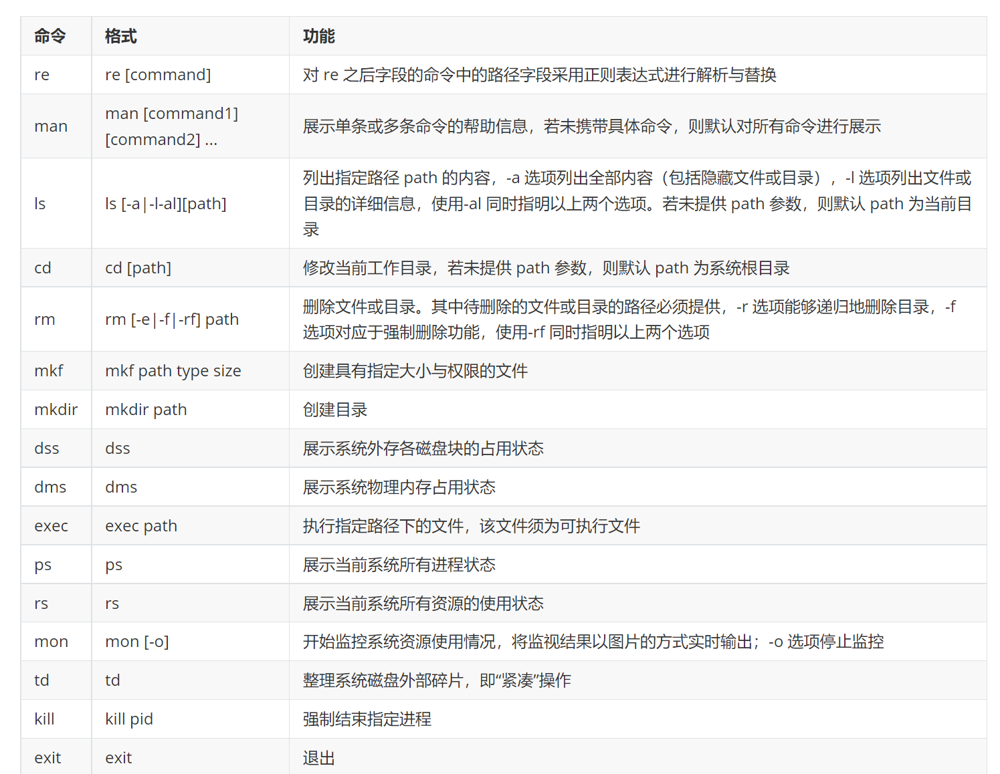 命令 格式 功能
re re [command] 对 re 之后字段的命令中的路径字段采用正则表达式进行解析与替换
man man [command1] [command2] ... 展示单条或多条命令的帮助信息，若未携带具体命令，则默认对所有命令进行展示
ls ls [-a|-l-al][path] 列出指定路径 path 的内容，-a 选项列出全部内容（包括隐藏文件或目录），-l 选项列出文件或
目录的详细信息，使用-al 同时指明以上两个选项。若未提供 path 参数，则默认 path 为当前目
录
cd cd [path] 修改当前工作目录，若未提供 path 参数，则默认 path 为系统根目录
rm rm [-e|-f|-rf] path 删除文件或目录。其中待删除的文件或目录的路径必须提供，-r 选项能够递归地删除目录，-f
选项对应于强制删除功能，使用-rf 同时指明以上两个选项
mkf mkf path type size 创建具有指定大小与权限的文件
mkdir mkdir path 创建目录
dss dss 展示系统外存各磁盘块的占用状态
dms dms 展示系统物理内存占用状态
exec exec path 执行指定路径下的文件，该文件须为可执行文件
ps ps 展示当前系统所有进程状态
rs rs 展示当前系统所有资源的使用状态
mon mon [-o] 开始监控系统资源使用情况，将监视结果以图片的方式实时输出；-o 选项停止监控
td td 整理系统磁盘外部碎片，即“紧凑”操作
kill kill pid 强制结束指定进程
exit exit 退出